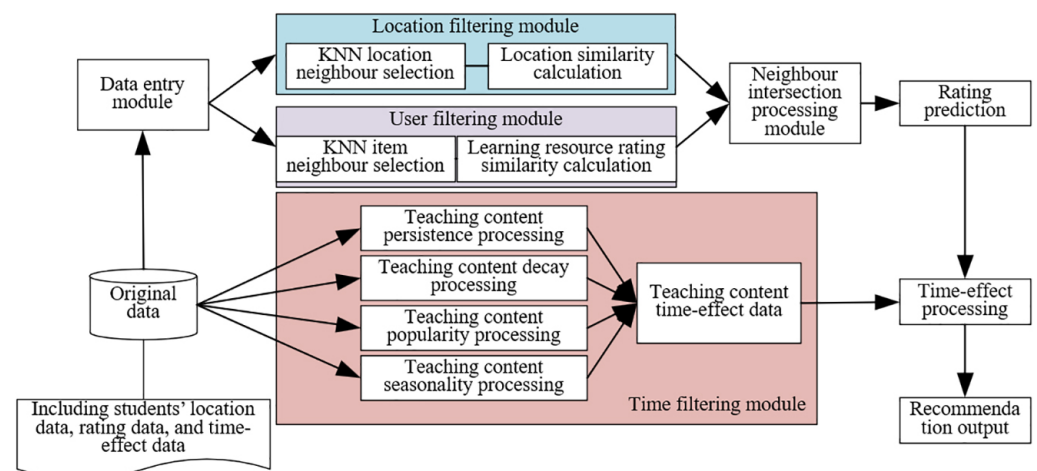 Location filtering module
KNN location
neighbour selection
Location similarity
calculation
Data entry
module
User filtering module
KNN item
neighbour selection
Learning resource rating
similarity calculation
Neighbour
intersection
processing
module
Rating
prediction
Teaching content
persistence processing
Teaching content decay
processing
Teaching content
popularity processing
Teaching content
seasonality processing
Teaching content
time-effect data
Time filtering module
Original
data
Including students' location
data, rating data, and time-
effect data
Time-effect
processing
Recommenda
tion output